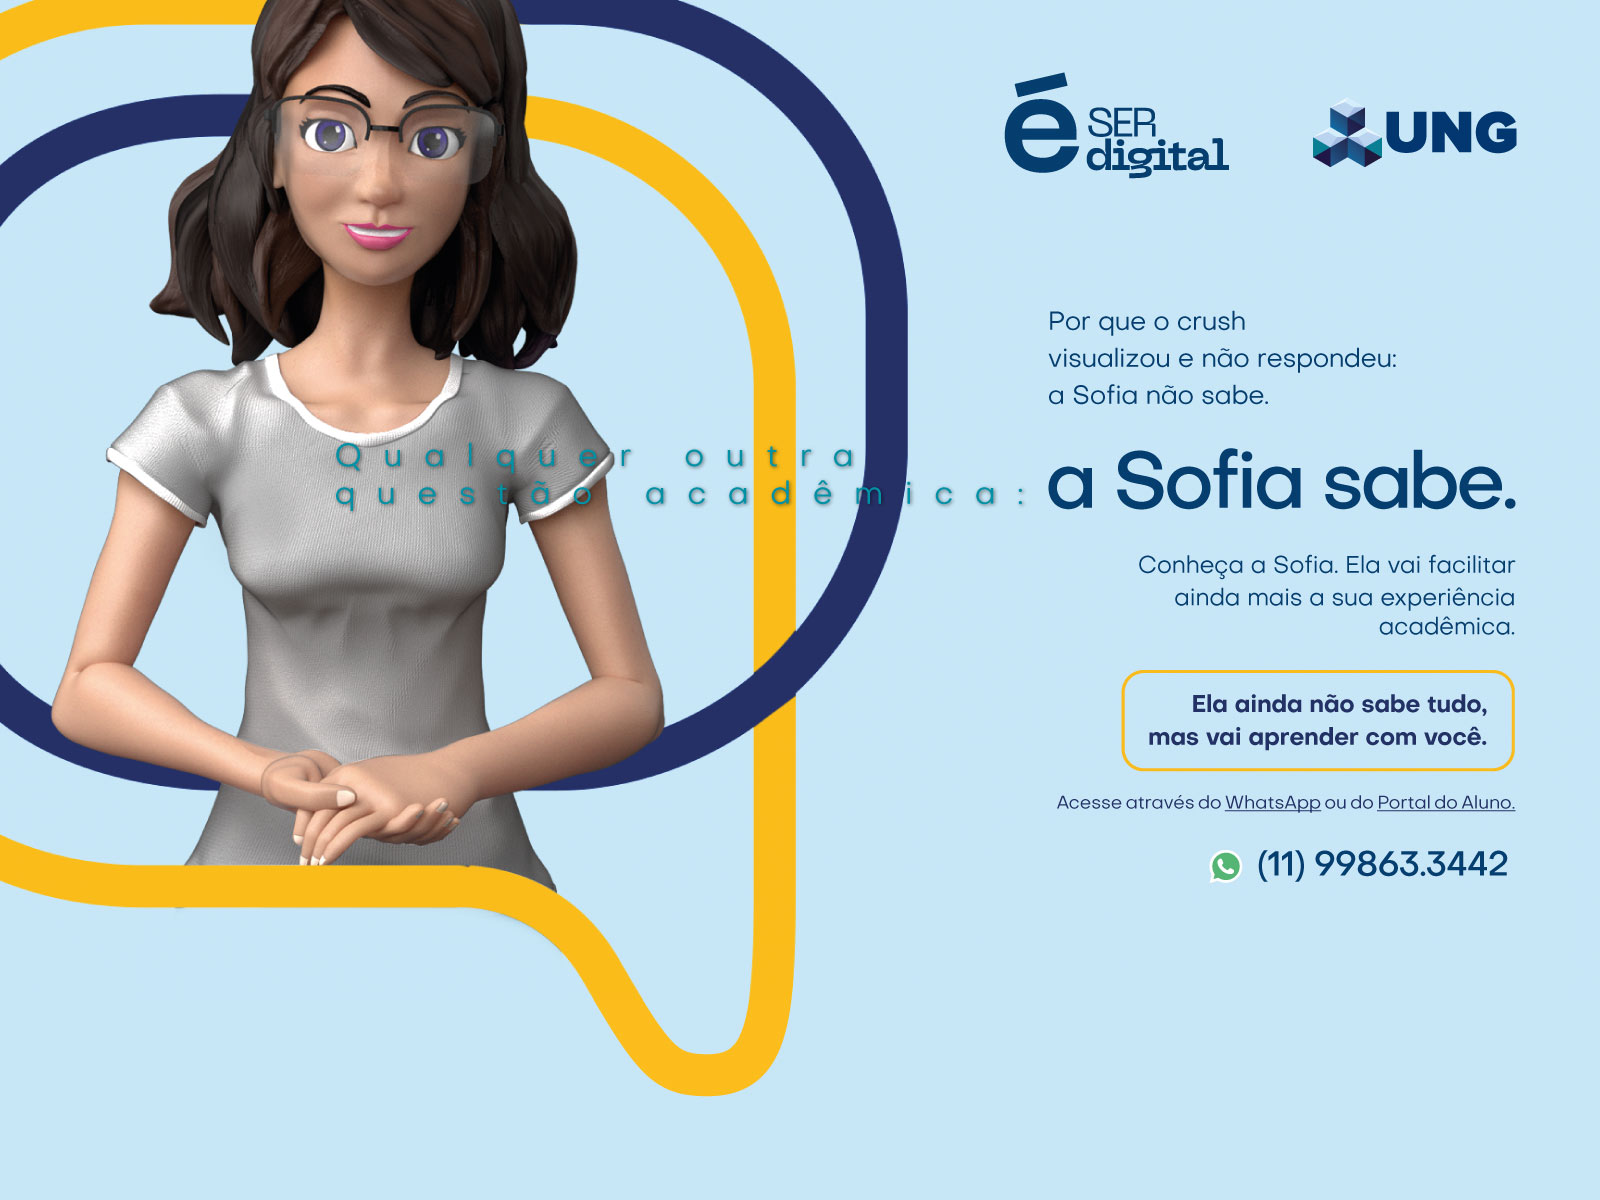 é SER
digital
UNG
Por que o crush
visualizou e não respondeu:
a Sofia não sabe.
Qualquer outra
questão acadêmica:
a Sofia sabe.
Conheça a Sofia. Ela vai facilitar
ainda mais a sua experiência
acadêmica.
Ela ainda não sabe tudo,
mas vai aprender com você.
Acesse através do WhatsApp ou do Portal do Aluno.
(11) 99863.3442